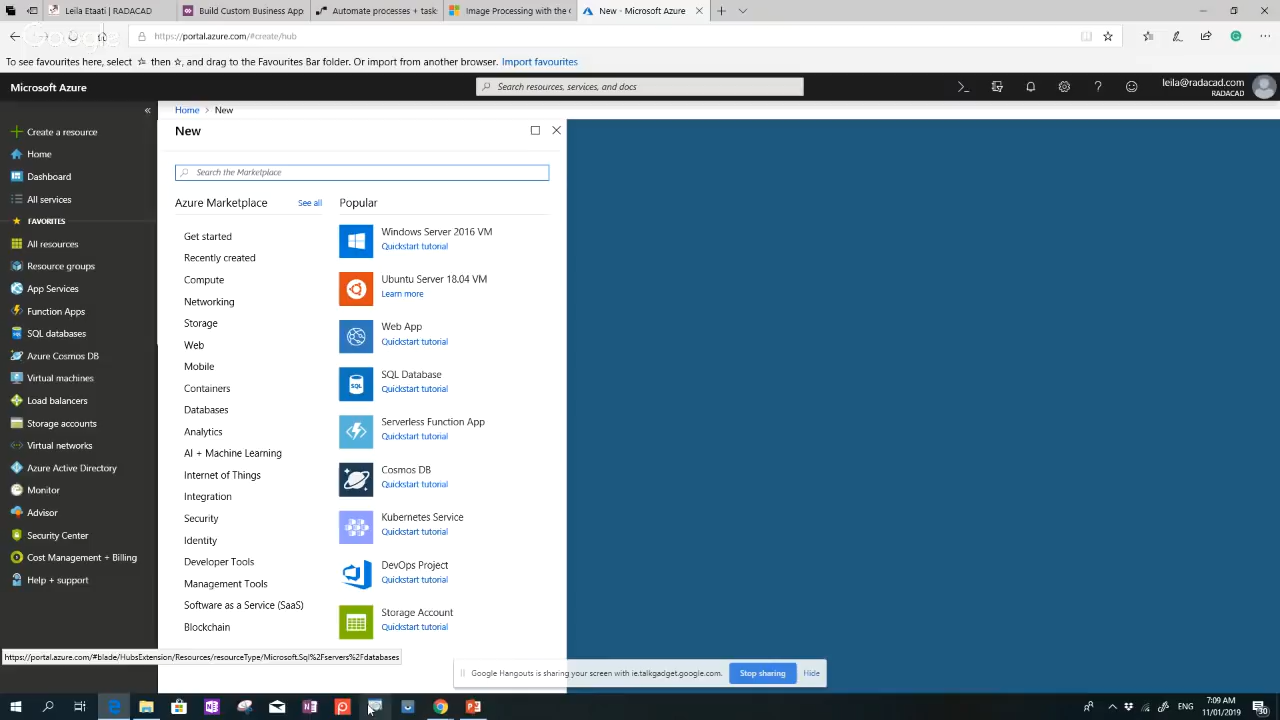 Leila Etaati | RADACAD
Build Custom Business App
Automate processes + task
Image Processing with the C
New - Microsoft Azure
https://portal.azure.com/#create/hub
To see favourites here, select ☆ then ☆, and drag to the Favourites Bar folder. Or import from another browser. Import favourites
Microsoft Azure
Search resources, services, and docs
leila@radacad.com
RADACAD
Home > New
New
Search the Marketplace
Azure Marketplace See all
Popular
Create a resource
Home
Dashboard
All services
FAVORITES
All resources
Resource groups
App Services
Function Apps
SQL databases
Azure Cosmos DB
Virtual machines
Load balancers
Storage accounts
Virtual networks
Azure Active Directory
Monitor
Advisor
Security Center
Cost Management + Billing
Help + support
Get started
Recently created
Compute
Networking
Storage
Web
Mobile
Containers
Databases
Analytics
AI + Machine Learning
Internet of Things
Integration
Security
Identity
Developer Tools
Management Tools
Software as a Service (SaaS)
Blockchain
Windows Server 2016 VM
Quickstart tutorial
Ubuntu Server 18.04 VM
Learn more
Web App
Quickstart tutorial
SQL
SQL Database
Quickstart tutorial
Serverless Function App
Quickstart tutorial
Cosmos DB
Quickstart tutorial
Kubernetes Service
Quickstart tutorial
DevOps Project
Quickstart tutorial
Storage Account
Quickstart tutorial
https://portal.azure.com/#blade/HubsExtension/Resources/resourceType/Microsoft.Sql%2Fservers%2Fdatabases
Google Hangouts is sharing your screen with ie.talkgadget.google.com.
Stop sharing
Hide
ENG
7:09 AM
11/01/2019
30